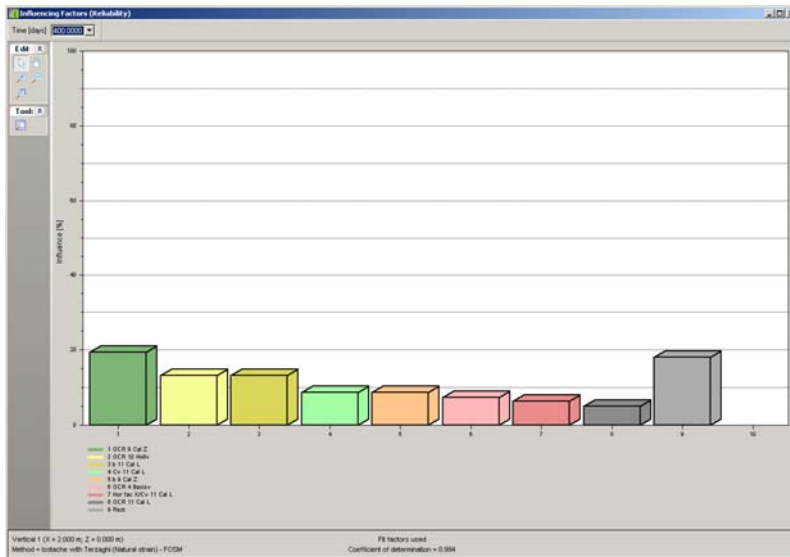 Influencing Factors (Reliability)
Time [days] 400.0000
Edit
Tools
100
80
60
40
20
0
Influence [%]
1 2 3 4 5 6 7 8 9 10
1 OCR 9 Cal Z
2 OCR 10
3 b 11 Cal L
4 Cv 11 Cal L
5 b 9 Cal Z
6 OCR 4
7 Hor fac X/Cv 11 Cal L
8 OCR 11 Cal L
9 Rest
Vertical 1 (X = 2.000 m; Z = 0.000 m)
Fit factors used
Method = Isotache with Terzaghi (Natural strain) - FOSM
Coefficient of determination = 0.994